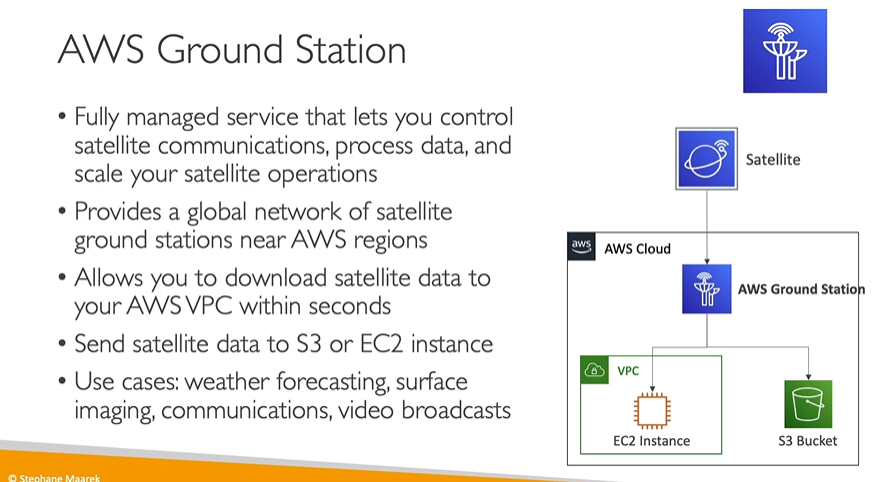 AWS Ground Station
• Fully managed service that lets you control
satellite communications, process data, and
scale your satellite operations
• Provides a global network of satellite
ground stations near AWS regions
• Allows you to download satellite data to
your AWS VPC within seconds
• Send satellite data to S3 or EC2 instance
• Use cases: weather forecasting, surface
imaging, communications, video broadcasts
Satellite
aws
AWS Cloud
AWS Ground Station
VPC
EC2 Instance
S3 Bucket
© Stephane Maarek